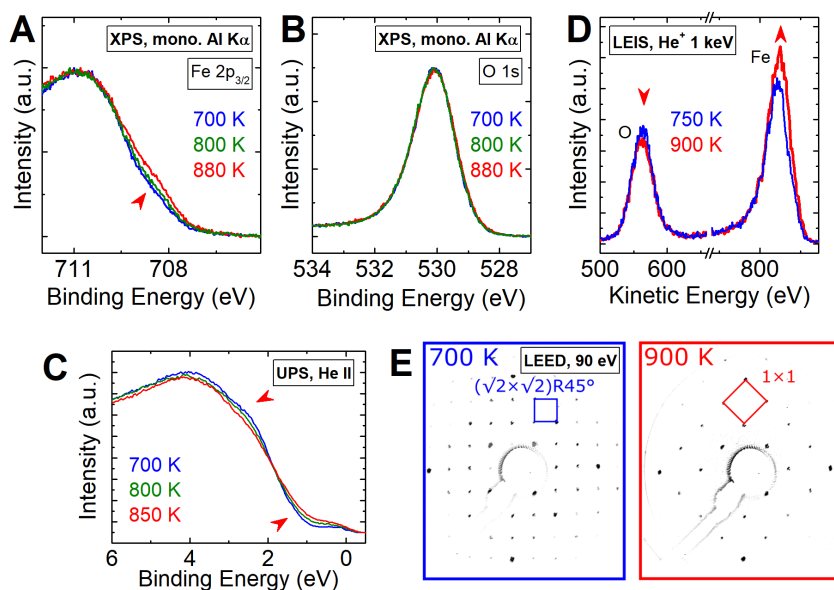 A
XPS, mono. Al Kα
Fe 2p3/2
700 K
800 K
880 K
Intensity (a.u.)
711
708
Binding Energy (eV)
B
XPS, mono. Al Kα
O 1s
700 K
800 K
880 K
Intensity (a.u.)
534
532
530
528
Binding Energy (eV)
D
LEIS, He+ 1 keV
Fe
O
750 K
900 K
Intensity (a.u.)
500
600
800
Kinetic Energy (eV)
C
UPS, He II
700 K
800 K
850 K
Intensity (a.u.)
6
4
2
0
Binding Energy (eV)
E
700 K
LEED, 90 eV
(√2×√2)R45°
900 K
1×1